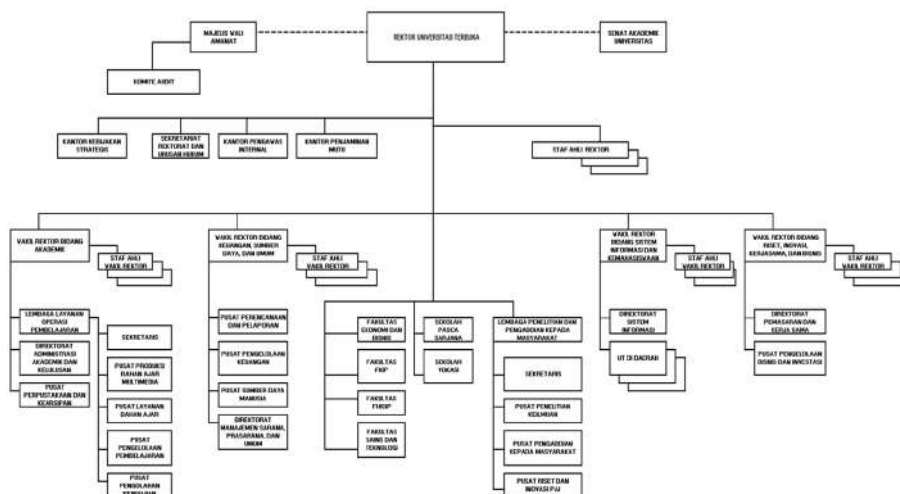 MAJELIS WALI
AMANAT
REKTOR UNIVERSITAS TERBUKA
SENAT AKADEMIK
UNIVERSITAS
KOMITE AUDIT
KANTOR KEBIJAKAN
STRATEGIS
SEKRETARIAT
REKTORAT DAN
URUSAN HUKUM
KANTOR PENGAWAS
INTERNAL
KANTOR PENJAMINAN
MUTU
STAF AHLI REKTOR
WAKIL REKTOR BIDANG
AKADEMIK
STAF AHLI
WAKIL REKTOR
WAKIL REKTOR BIDANG
KEUANGAN, SUMBER
DAYA, DAN UMUM
STAF AHLI
WAKIL REKTOR
WAKIL REKTOR
BIDANG SISTEM
INFORMASI DAN
KEMAHASISWAAN
STAF AHLI
WAKIL REKTOR
WAKIL REKTOR BIDANG
RISET, INOVASI,
KERJASAMA, DAN BISNIS
STAF AHLI
WAKIL REKTOR
LEMBAGA LAYANAN
OPERASI
PEMBELAJARAN
DIREKTORAT
ADMINISTRASI
AKADEMIK DAN
KELULUSAN
PUSAT
PERPUSTAKAAN DAN
KEARSIPAN
SEKRETARIS
PUSAT PRODUKSI
BAHAN AJAR
MULTIMEDIA
PUSAT LAYANAN
BAHAN AJAR
PUSAT
PENGELOLAAN
PEMBELAJARAN
PUSAT
PENGOLAHAN
PUSAT PERENCANAAN
DAN PELAPORAN
PUSAT PENGELOLAAN
KEUANGAN
PUSAT SUMBER DAYA
MANUSIA
DIREKTORAT
MANAJEMEN SARANA,
PRASARANA, DAN
UMUM
FAKULTAS
EKONOMI DAN
BISNIS
FAKULTAS
FKIP
FAKULTAS
FHISIP
FAKULTAS
SAINS DAN
TEKNOLOGI
SEKOLAH
PASCA
SARJANA
SEKOLAH
VOKASI
LEMBAGA PENELITIAN DAN
PENGABDIAN KEPADA
MASYARAKAT
SEKRETARIS
PUSAT PENELITIAN
KEILMUAN
PUSAT PENGABDIAN
KEPADA MASYARAKAT
PUSAT RISET DAN
INOVASI PJJ
DIREKTORAT
SISTEM
INFORMASI
UT DI DAERAH
DIREKTORAT
PEMASARAN DAN
KERJA SAMA
PUSAT PENGELOLAAN
BISNIS DAN INVESTASI